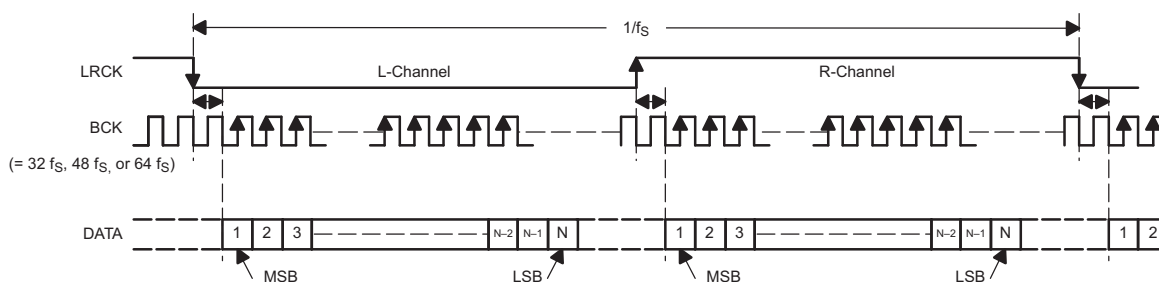 1/fS
LRCK
L-Channel
R-Channel
BCK
(= 32 fS, 48 fS, or 64 fS)
DATA
1 2 3 N–2 N–1 N 1 2 3 N–2 N–1 N 1 2
MSB LSB MSB LSB